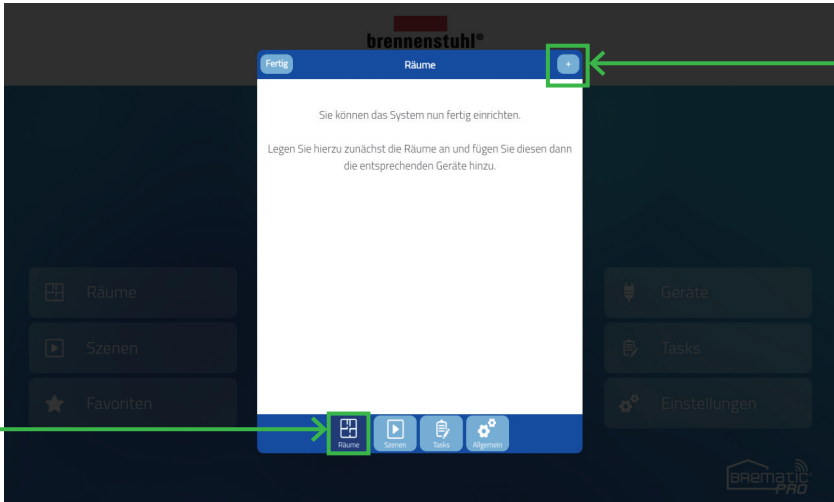 brennenstuhl®
Fertig
Räume
+
Sie können das System nun fertig einrichten.
Legen Sie hierzu zunächst die Räume an und fügen Sie diesen dann
die entsprechenden Geräte hinzu.
Räume
Szenen
Favoriten
Geräte
Tasks
Einstellungen
Räume
Szenen
Tasks
Allgemein
BREMATIC
PRO